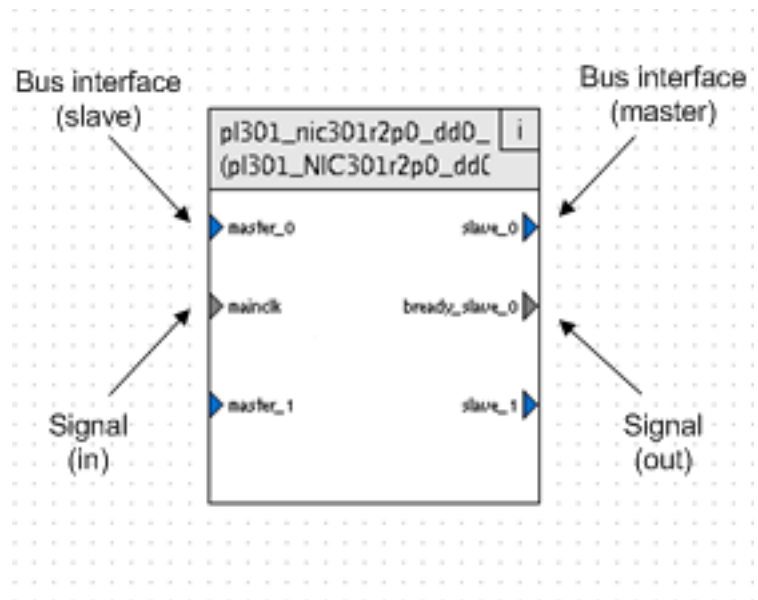 Bus interface
(slave)
Bus interface
(master)
pl301_nic301r2p0_dd0_
i
(pl301_NIC301r2p0_dd0
master_0
slave_0
mainclk
bready_slave_0
master_1
slave_1
Signal
(in)
Signal
(out)